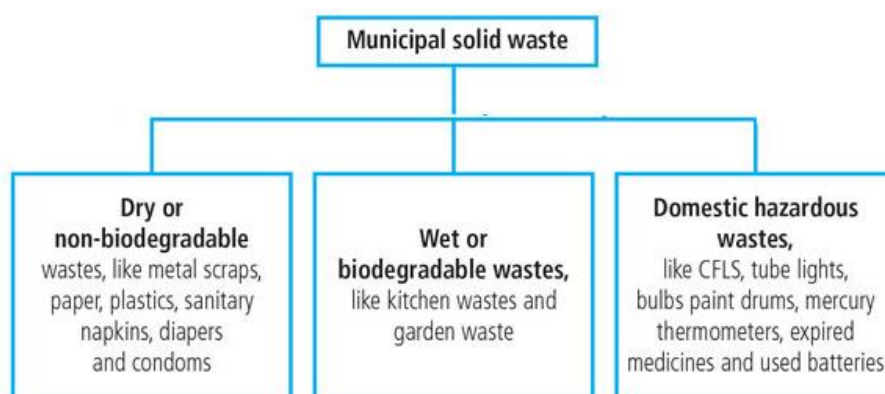 Municipal solid waste
Dry or
non-biodegradable
wastes, like metal scraps,
paper, plastics, sanitary
napkins, diapers
and condoms
Wet or
biodegradable wastes,
like kitchen wastes and
garden waste
Domestic hazardous
wastes,
like CFLS, tube lights,
bulbs paint drums, mercury
thermometers, expired
medicines and used batteries